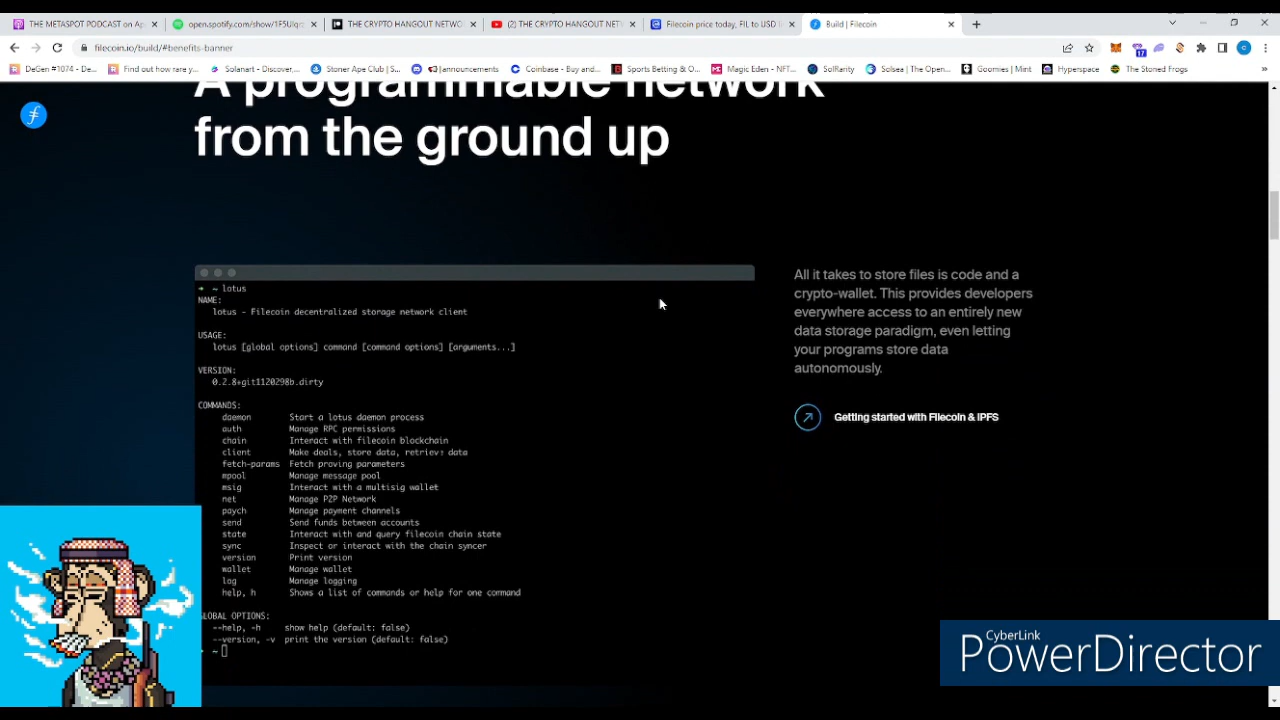 THE METASPOT PODCAST on Ap
open.spotify.com/show/1F5Ulq
THE CRYPTO HANGOUT NETWO
(2) THE CRYPTO HANGOUT NET
Filecoin price today, FIL to USD li
Build | Filecoin
filecoin.io/build/#benefits-banner
17
DeGen #1074 - De...
Find out how rare y...
Solanart - Discover,...
Stoner Ape Club | S...
|announcements
Coinbase - Buy and...
Sports Betting & O...
Magic Eden - NFT...
SolRarity
Solsea | The Open...
Goomies | Mint
Hyperspace
The Stoned Frogs
»
A programmable network
from the ground up
~ lotus
NAME:
lotus - Filecoin decentralized storage network client
USAGE:
lotus [global options] command [command options] [arguments...]
VERSION:
0.2.8+git1120298b.dirty
COMMANDS:
daemon Start a lotus daemon process
auth Manage RPC permissions
chain Interact with filecoin blockchain
client Make deals, store data, retrieve data
fetch-params Fetch proving parameters
mpool Manage message pool
msig Interact with a multisig wallet
net Manage P2P Network
paych Manage payment channels
send Send funds between accounts
state Interact with and query filecoin chain state
sync Inspect or interact with the chain syncer
version Print version
wallet Manage wallet
log Manage logging
help, h Shows a list of commands or help for one command
GLOBAL OPTIONS:
--help, -h show help (default: false)
--version, -v print the version (default: false)
~
All it takes to store files is code and a
crypto-wallet. This provides developers
everywhere access to an entirely new
data storage paradigm, even letting
your programs store data
autonomously.
Getting started with Filecoin & IPFS
CyberLink
PowerDirector